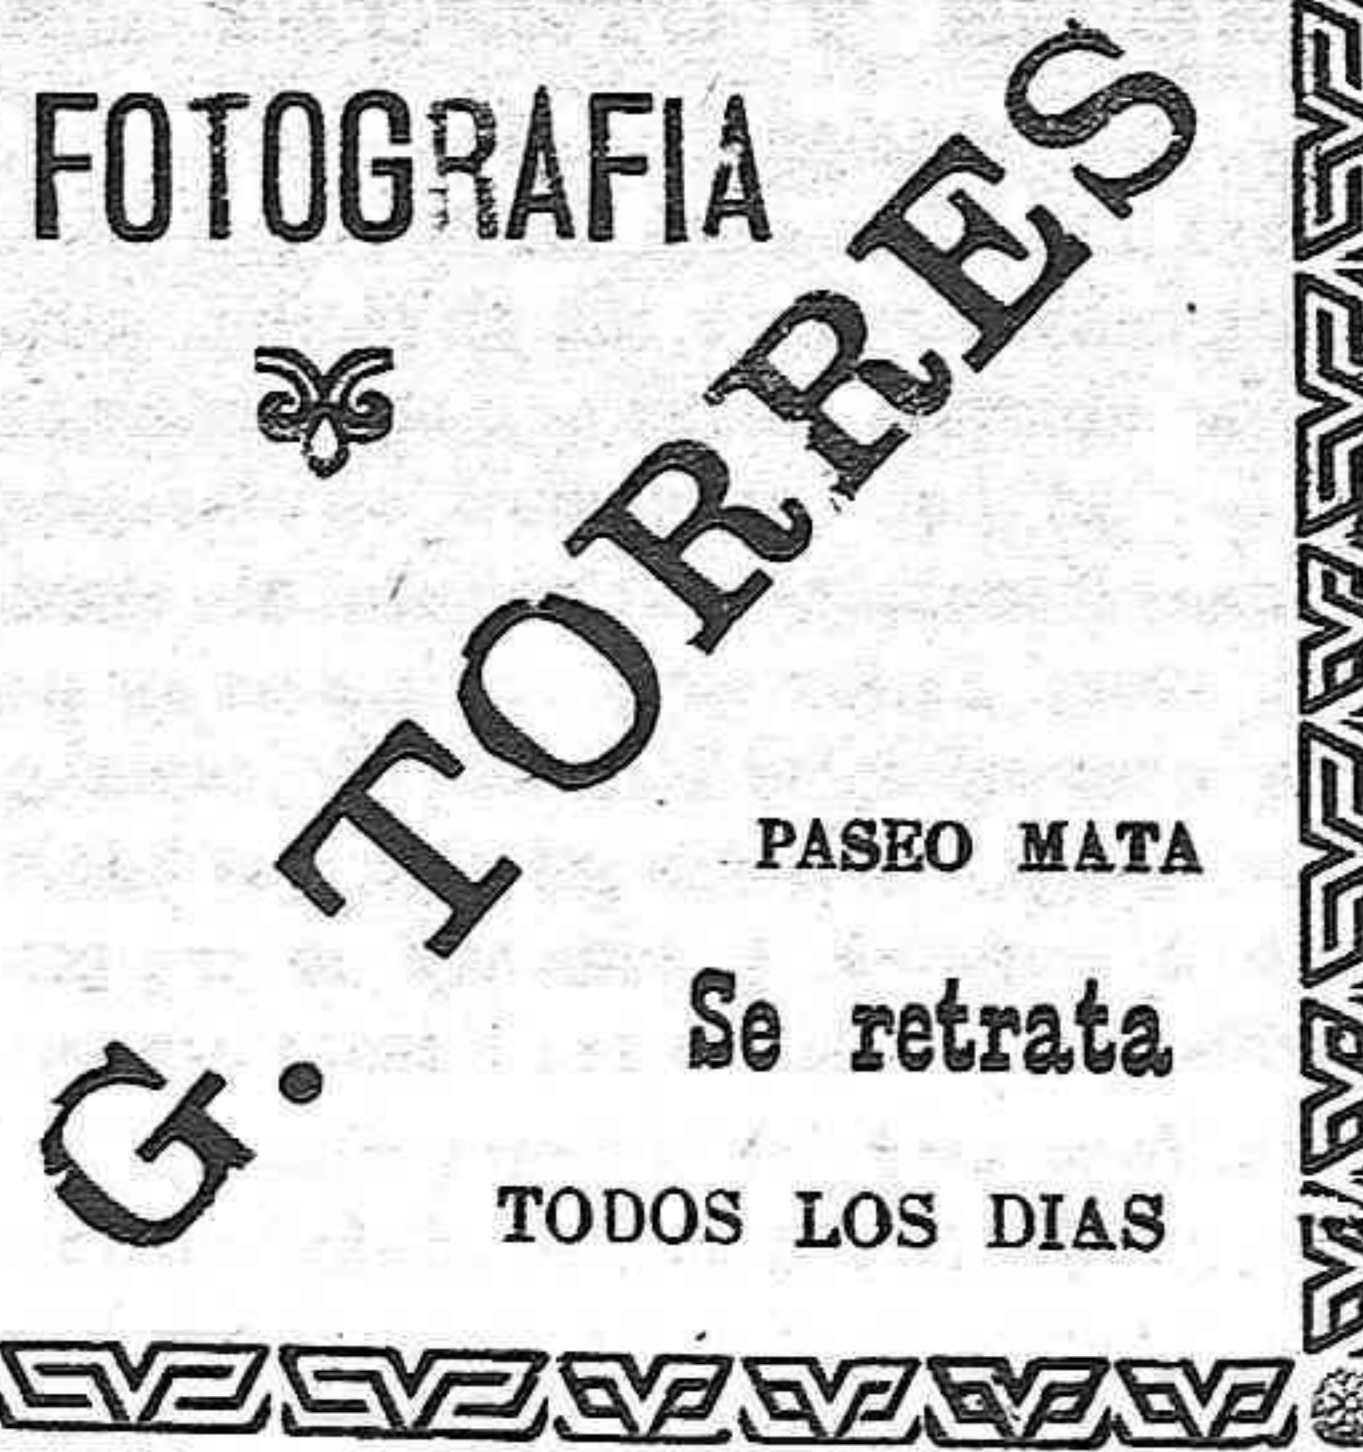 FOTOGRAFIA
G. TORRES
PASEO MATA
Se retrata
TODOS LOS DIAS